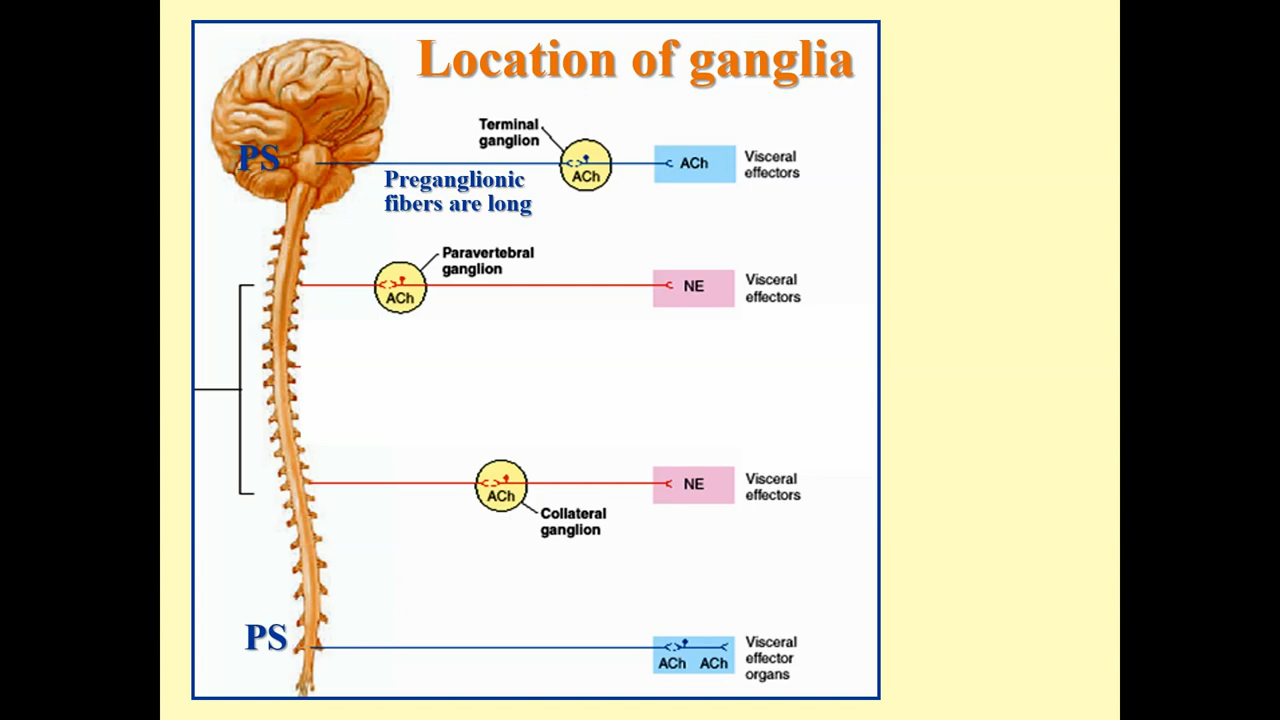 Location of ganglia
Terminal
ganglion
PS
ACh
ACh
Visceral
effectors
Preganglionic
fibers are long
Paravertebral
ganglion
ACh
NE
Visceral
effectors
ACh
NE
Visceral
effectors
Collateral
ganglion
PS
ACh ACh
Visceral
effector
organs